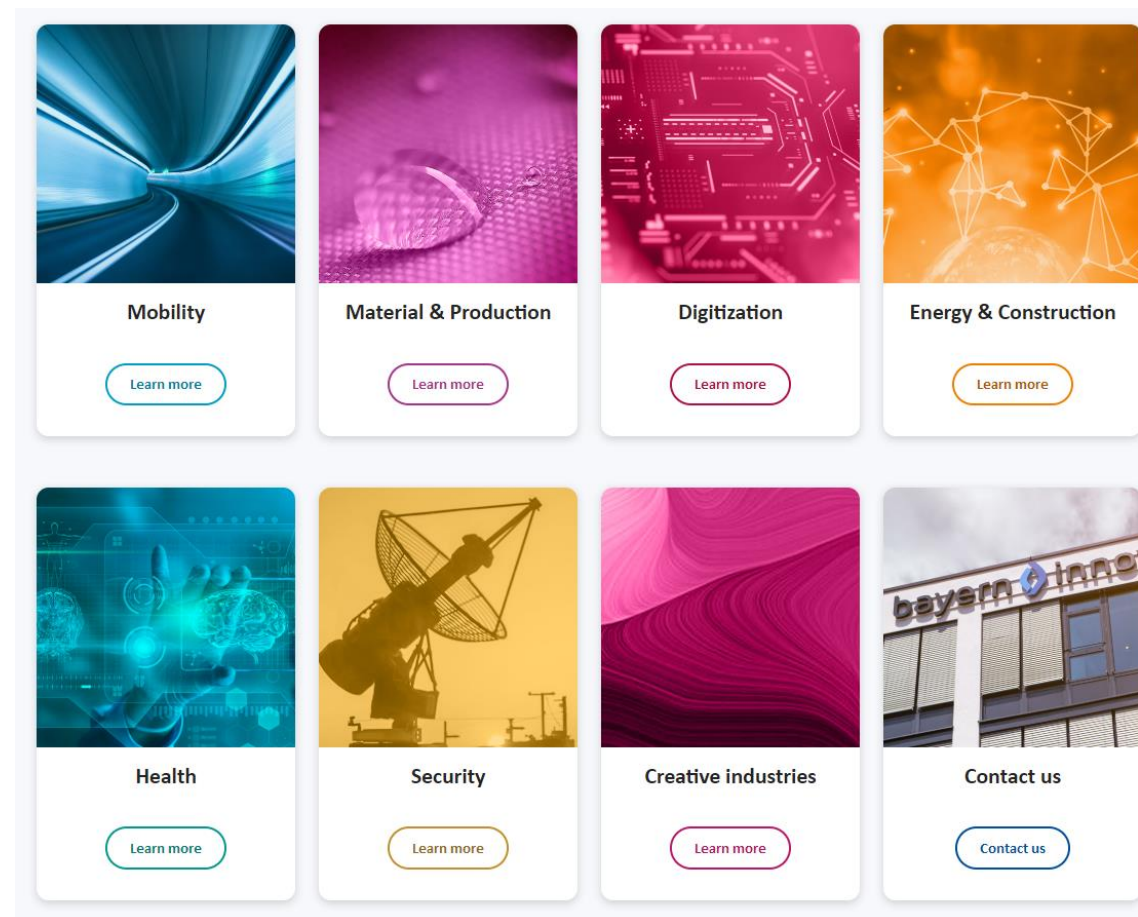 Mobility
Material & Production
Digitization
Energy & Construction
Learn more
Learn more
Learn more
Learn more
bayern inno
Health
Security
Creative industries
Contact us
Learn more
Learn more
Learn more
Contact us